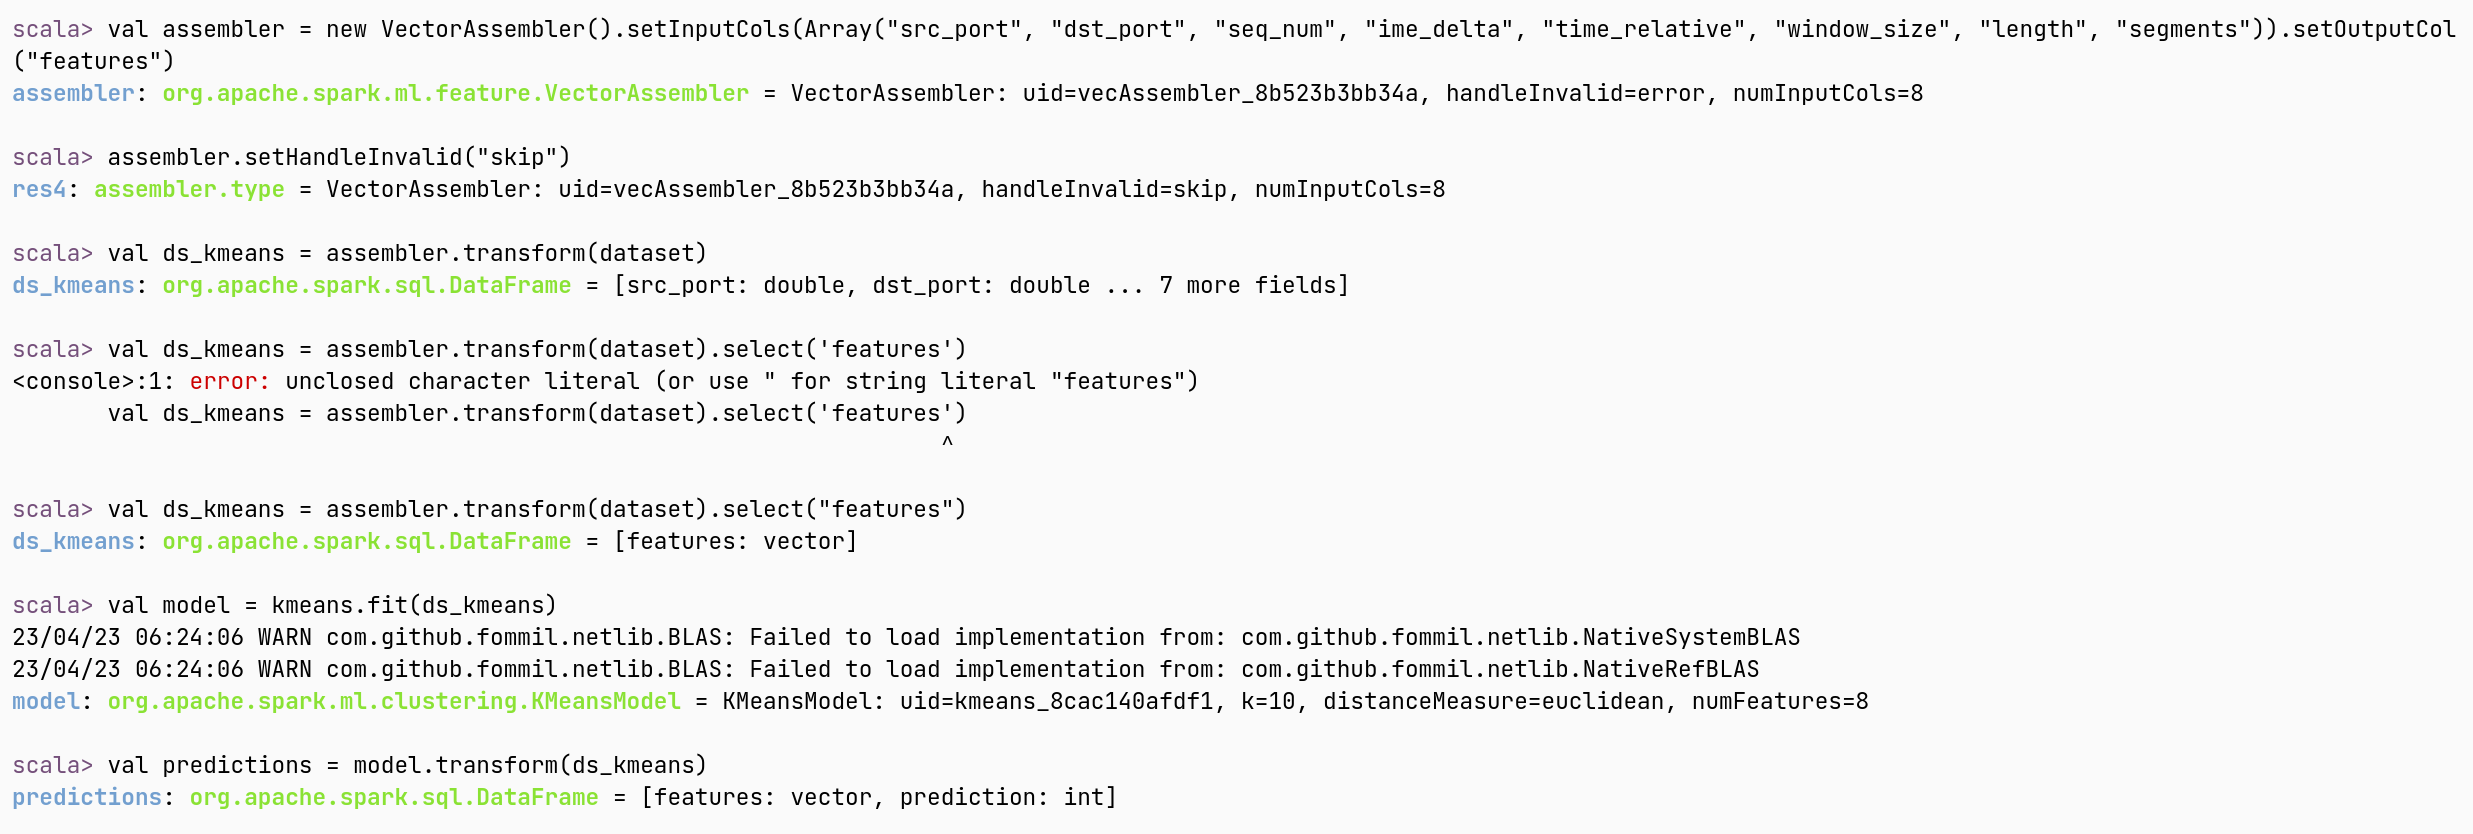 scala> val assembler = new VectorAssembler().setInputCols(Array("src_port", "dst_port", "seq_num", "ime_delta", "time_relative", "window_size", "length", "segments")).setOutputCol
("features")
assembler: org.apache.spark.ml.feature.VectorAssembler = VectorAssembler: uid=vecAssembler_8b523b3bb34a, handleInvalid=error, numInputCols=8
scala> assembler.setHandleInvalid("skip")
res4: assembler.type = VectorAssembler: uid=vecAssembler_8b523b3bb34a, handleInvalid=skip, numInputCols=8
scala> val ds_kmeans = assembler.transform(dataset)
ds_kmeans: org.apache.spark.sql.DataFrame = [src_port: double, dst_port: double ... 7 more fields]
scala> val ds_kmeans = assembler.transform(dataset).select('features')
<console>:1: error: unclosed character literal (or use " for string literal "features")
       val ds_kmeans = assembler.transform(dataset).select('features')
                                                                    ^
scala> val ds_kmeans = assembler.transform(dataset).select("features")
ds_kmeans: org.apache.spark.sql.DataFrame = [features: vector]
scala> val model = kmeans.fit(ds_kmeans)
23/04/23 06:24:06 WARN com.github.fommil.netlib.BLAS: Failed to load implementation from: com.github.fommil.netlib.NativeSystemBLAS
23/04/23 06:24:06 WARN com.github.fommil.netlib.BLAS: Failed to load implementation from: com.github.fommil.netlib.NativeRefBLAS
model: org.apache.spark.ml.clustering.KMeansModel = KMeansModel: uid=kmeans_8cac140afdf1, k=10, distanceMeasure=euclidean, numFeatures=8
scala> val predictions = model.transform(ds_kmeans)
predictions: org.apache.spark.sql.DataFrame = [features: vector, prediction: int]